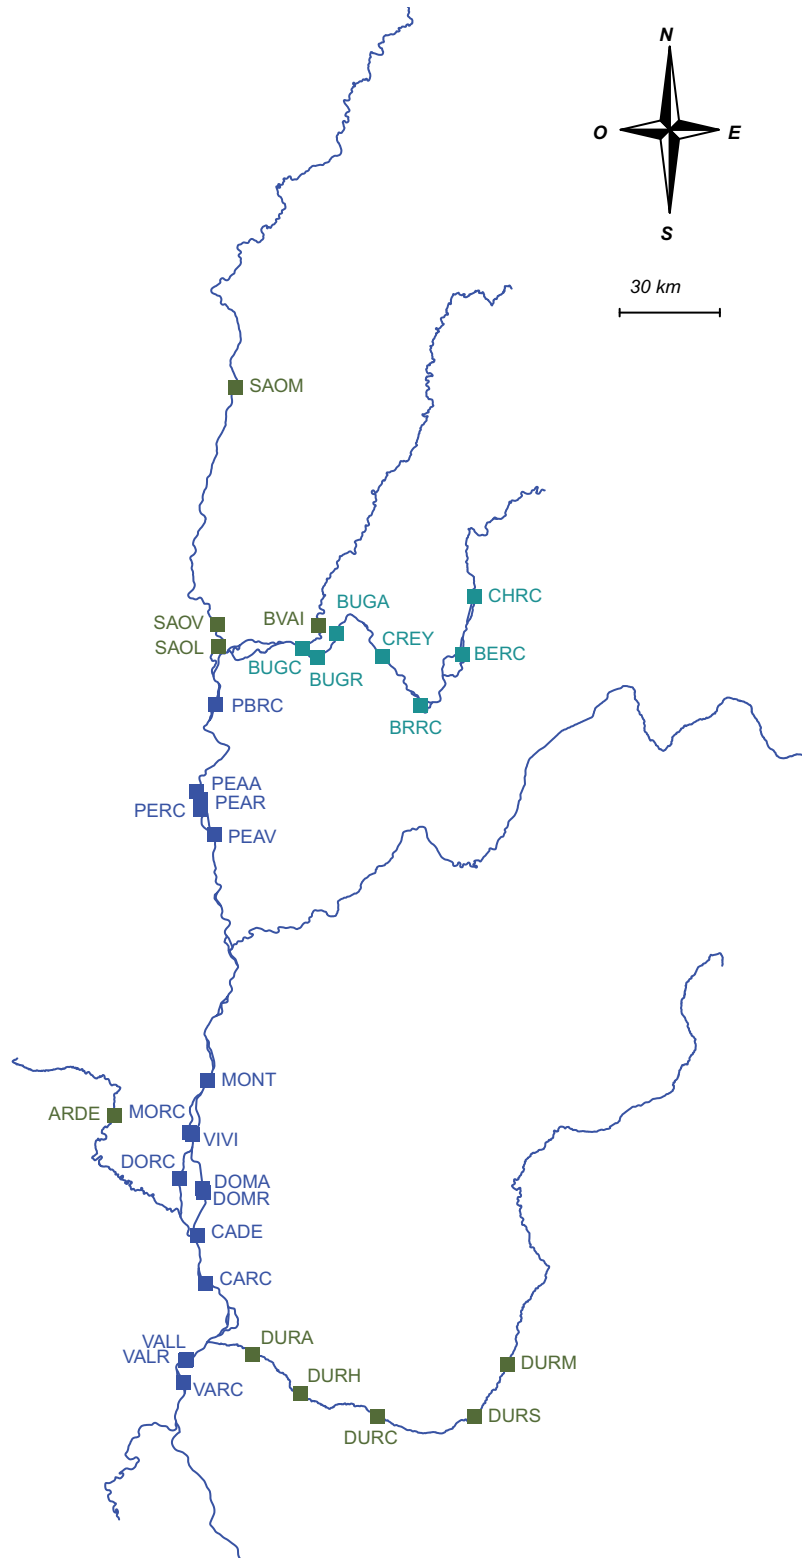 N
O
E
S
30 km
SAOM
CHRC
BUGA
SAOV
BVAI
SAOL
CREY
BERC
BUGC
BUGR
PBRC
BRRC
PEAA
PEAR
PERC
PEAV
MONT
ARDE
MORC
VIVI
DORC
DOMA
DOMR
CADE
CARC
VALL
DURA
VALR
DURM
DURH
VARC
DURC
DURS